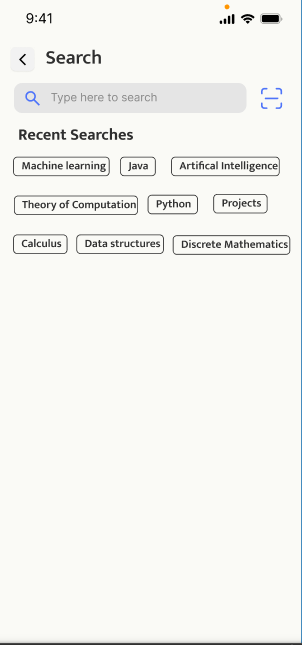 9:41
Search
Type here to search
Recent Searches
Machine learning Java Artifical Intelligence
Theory of Computation Python Projects
Calculus Data structures Discrete Mathematics